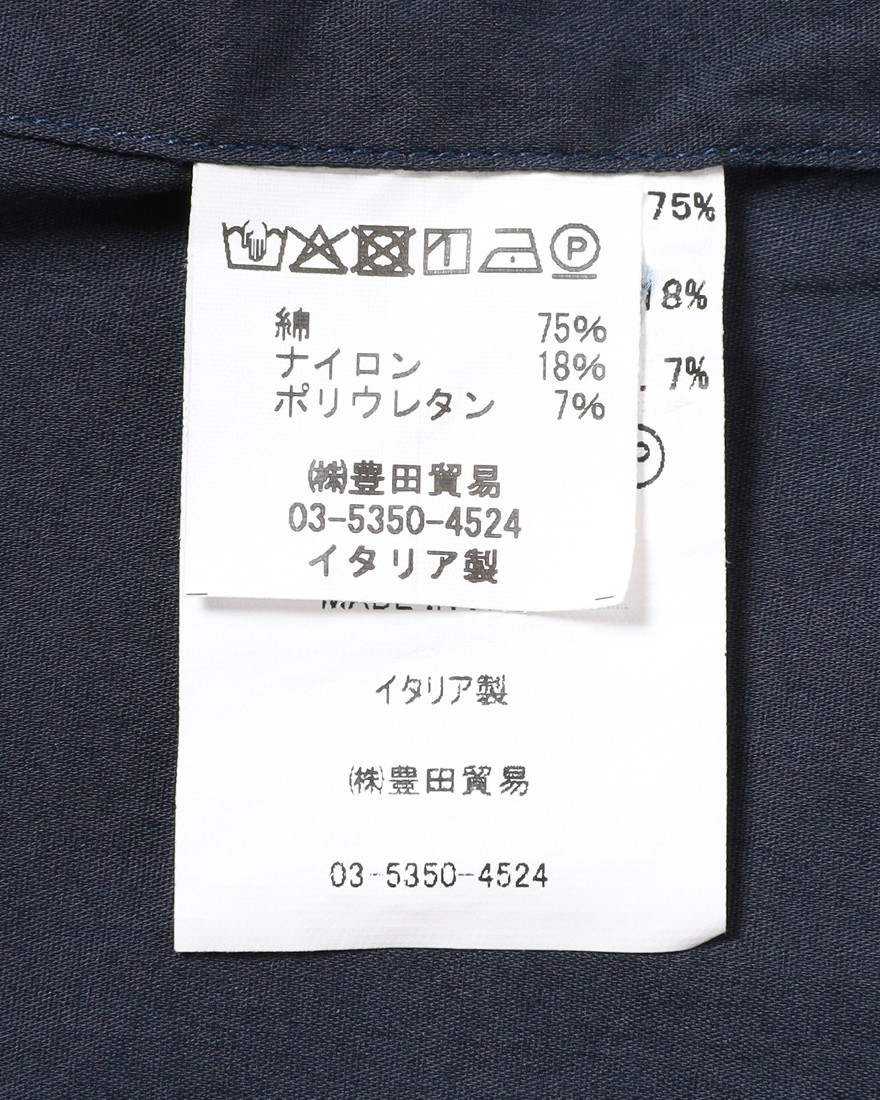 綿 75%
ナイロン 18%
ポリウレタン 7%
㈱豊田貿易
03-5350-4524
イタリア製
75%
18%
7%
P
MADE
イタリア製
㈱豊田貿易
03-5350-4524